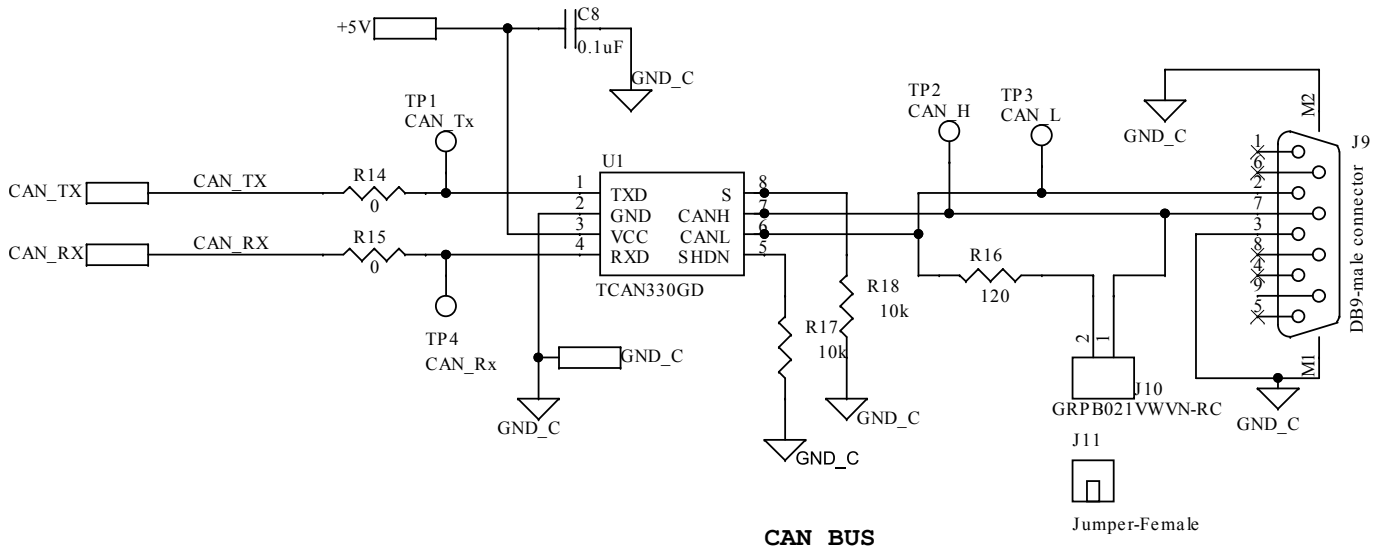 C8
+5V
0.1uF
GND_C
TP1
CAN_Tx
TP2
CAN_H
TP3
CAN_L
GND_C
M2
J9
CAN_TX
CAN_TX
R14
0
U1
1
TXD
S
8
2
GND
CANH
7
3
VCC
CANL
6
4
RXD
SHDN
5
TCAN330GD
CAN_RX
CAN_RX
R15
0
TP4
CAN_Rx
GND_C
GND_C
R16
120
R18
10k
R17
10k
GND_C
GND_C
2
1
J10
GRPB021VWVN-RC
J11
Jumper-Female
1
6
2
7
3
8
4
9
5
DB9-male connector
M1
GND_C
CAN BUS